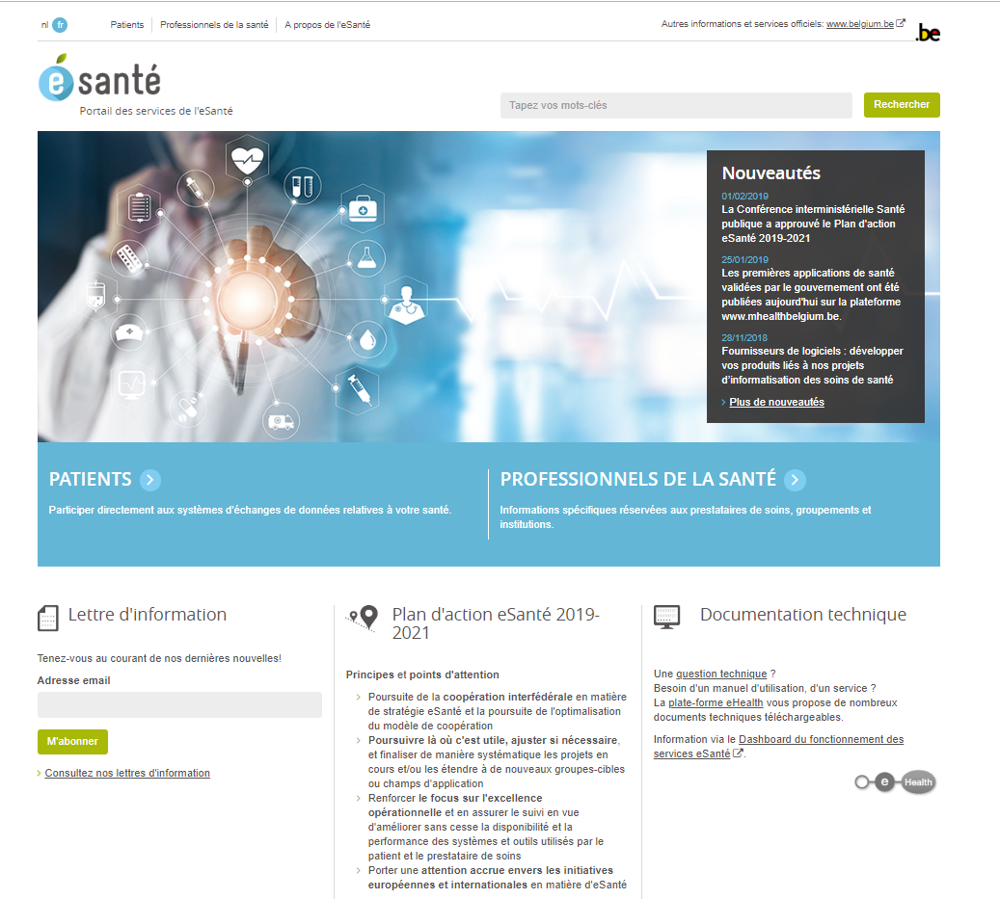 nl fr Patients Professionnels de la santé A propos de l'eSanté
Autres informations et services officiels: www.belgium.be
.be
é santé
Portail des services de l'eSanté
Tapez vos mots-clés
Rechercher
Nouveautés
01/02/2019
La Conférence interministérielle Santé
publique a approuvé le Plan d'action
eSanté 2019-2021
25/01/2019
Les premières applications de santé
validées par le gouvernement ont été
publiées aujourd'hui sur la plateforme
www.mhealthbelgium.be.
28/11/2018
Fournisseurs de logiciels : développer
vos produits liés à nos projets
d'informatisation des soins de santé
Plus de nouveautés
PATIENTS
Participer directement aux systèmes d'échanges de données relatives à votre santé.
PROFESSIONNELS DE LA SANTÉ
Informations spécifiques réservées aux prestataires de soins, groupements et
institutions.
Lettre d'information
Tenez-vous au courant de nos dernières nouvelles!
Adresse email
M'abonner
Consultez nos lettres d'information
Plan d'action eSanté 2019-
2021
Principes et points d'attention
Poursuite de la coopération interfédérale en matière
de stratégie eSanté et la poursuite de l'optimalisation
du modèle de coopération
Poursuivre là où c'est utile, ajuster si nécessaire,
et finaliser de manière systématique les projets en
cours et/ou les étendre à de nouveaux groupes-cibles
ou champs d'application
Renforcer le focus sur l'excellence
opérationnelle et en assurer le suivi en vue
d'améliorer sans cesse la disponibilité et la
performance des systèmes et outils utilisés par le
patient et le prestataire de soins
Porter une attention accrue envers les initiatives
européennes et internationales en matière d'eSanté
Documentation technique
Une question technique ?
Besoin d'un manuel d'utilisation, d'un service ?
La plate-forme eHealth vous propose de nombreux
documents techniques téléchargeables.
Information via le Dashboard du fonctionnement des
services eSanté.
e Health